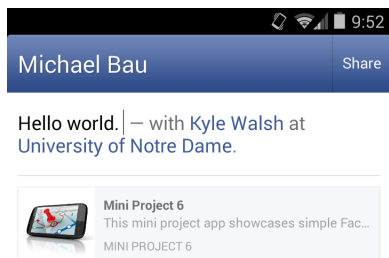 9:52
Michael Bau
Share
Hello world. — with Kyle Walsh at
University of Notre Dame.
Mini Project 6
This mini project app showcases simple Fac...
MINI PROJECT 6